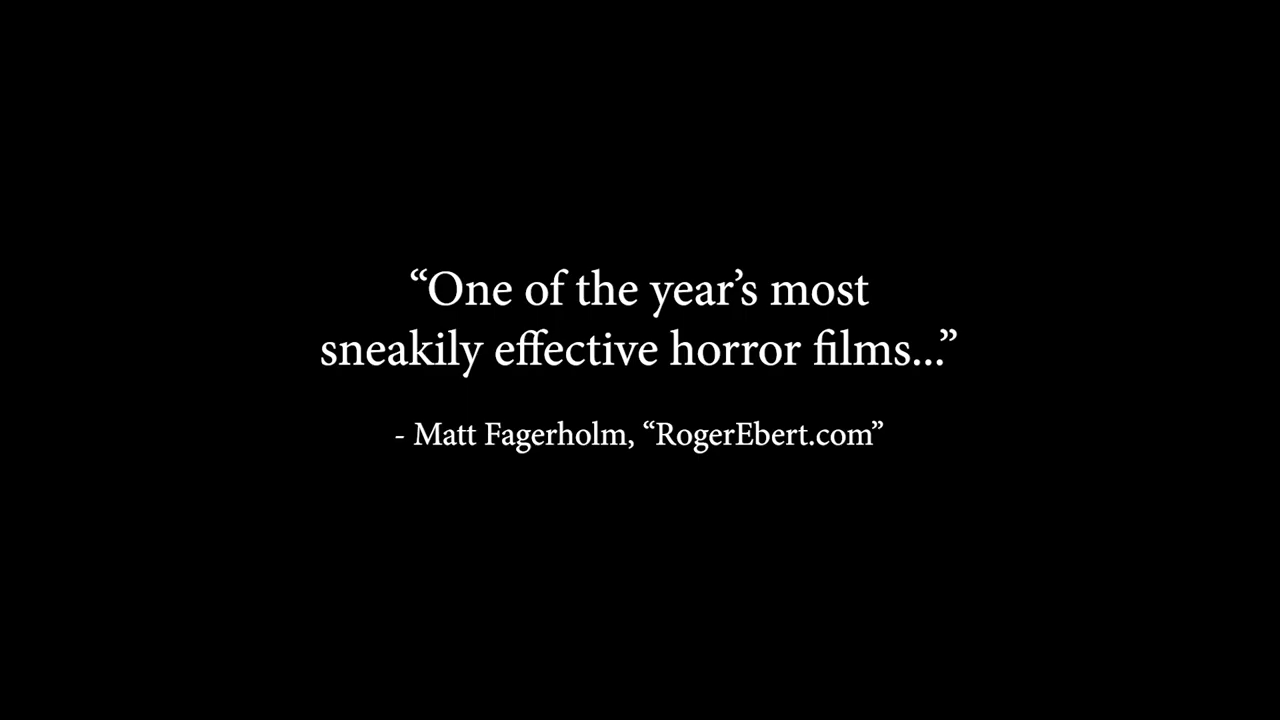 “One of the year’s most
sneakily effective horror films...”
- Matt Fagerholm, “RogerEbert.com”